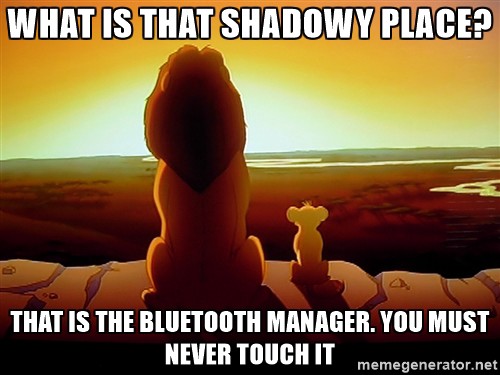 WHAT IS THAT SHADOWY PLACE?
THAT IS THE BLUETOOTH MANAGER. YOU MUST
NEVER TOUCH IT
memegenerator.net